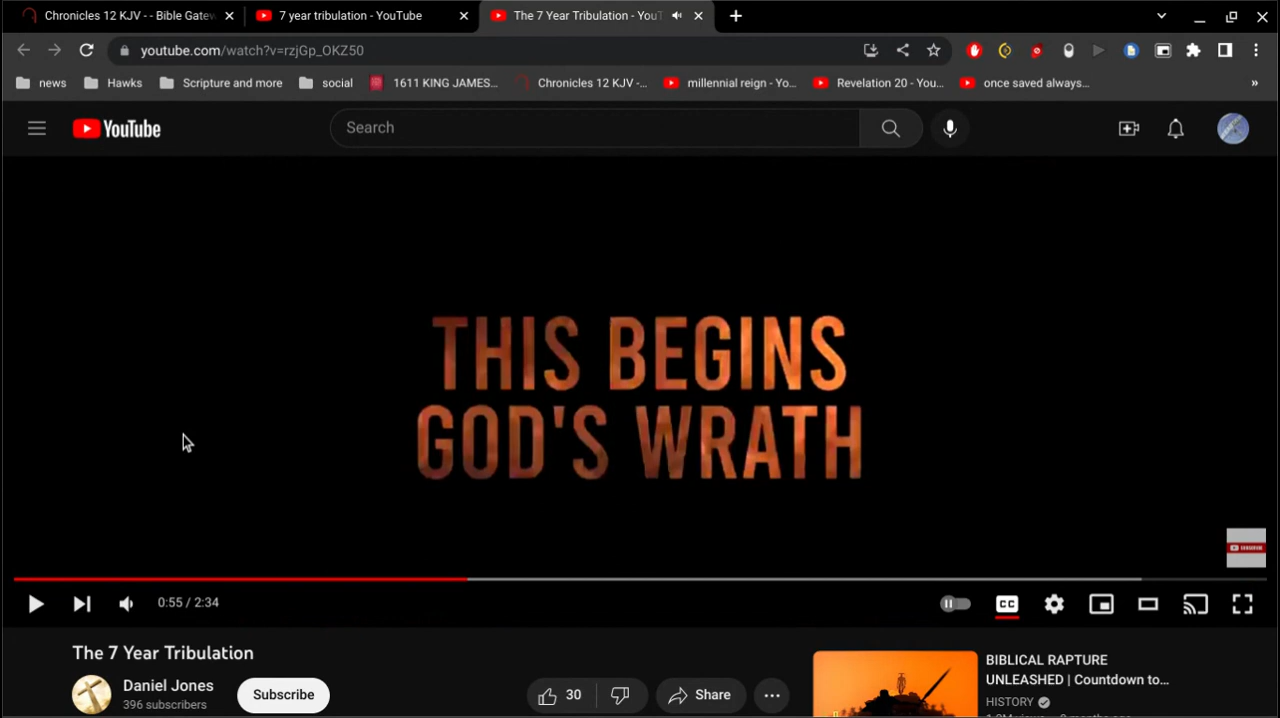 Chronicles 12 KJV - - Bible Gatew
7 year tribulation - YouTube
The 7 Year Tribulation - YouT
youtube.com/watch?v=rzjGp_OKZ50
news
Hawks
Scripture and more
social
1611 KING JAMES...
Chronicles 12 KJV -...
millennial reign - Yo...
Revelation 20 - You...
once saved always...
»
YouTube
Search
THIS BEGINS
GOD'S WRATH
0:55 / 2:34
CC
The 7 Year Tribulation
Daniel Jones
396 subscribers
Subscribe
30
Share
BIBLICAL RAPTURE
UNLEASHED | Countdown to...
HISTORY